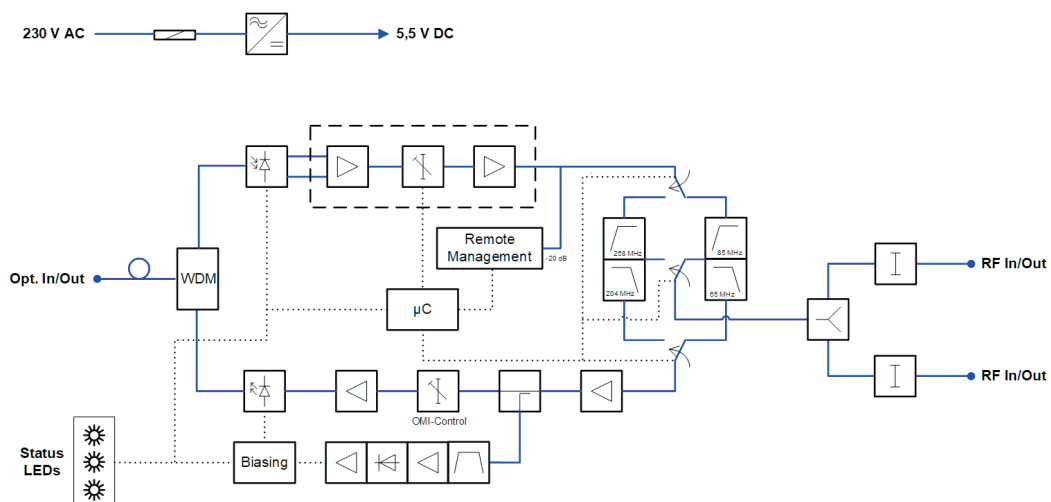 230 V AC
5,5 V DC
Remote
Management
-20 dB
258 MHz
85 MHz
204 MHz
65 MHz
Opt. In/Out
WDM
µC
RF In/Out
RF In/Out
OMI-Control
Status
LEDs
Biasing